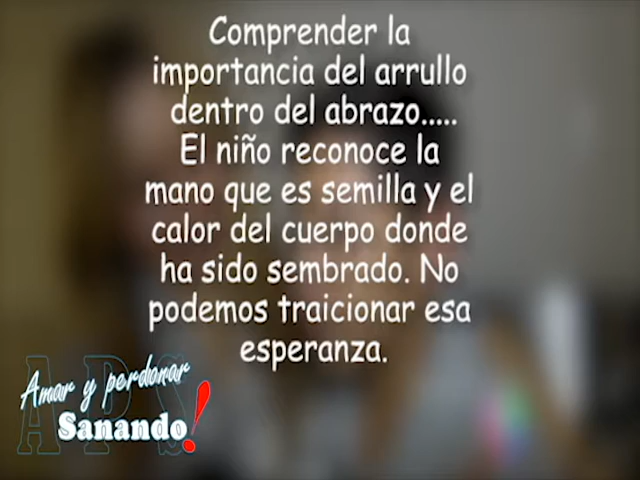 Comprender la
importancia del arrullo
dentro del abrazo.....
El niño reconoce la
mano que es semilla y el
calor del cuerpo donde
ha sido sembrado. No
podemos traicionar esa
esperanza.
APS
Amar y perdonar
Sanando!